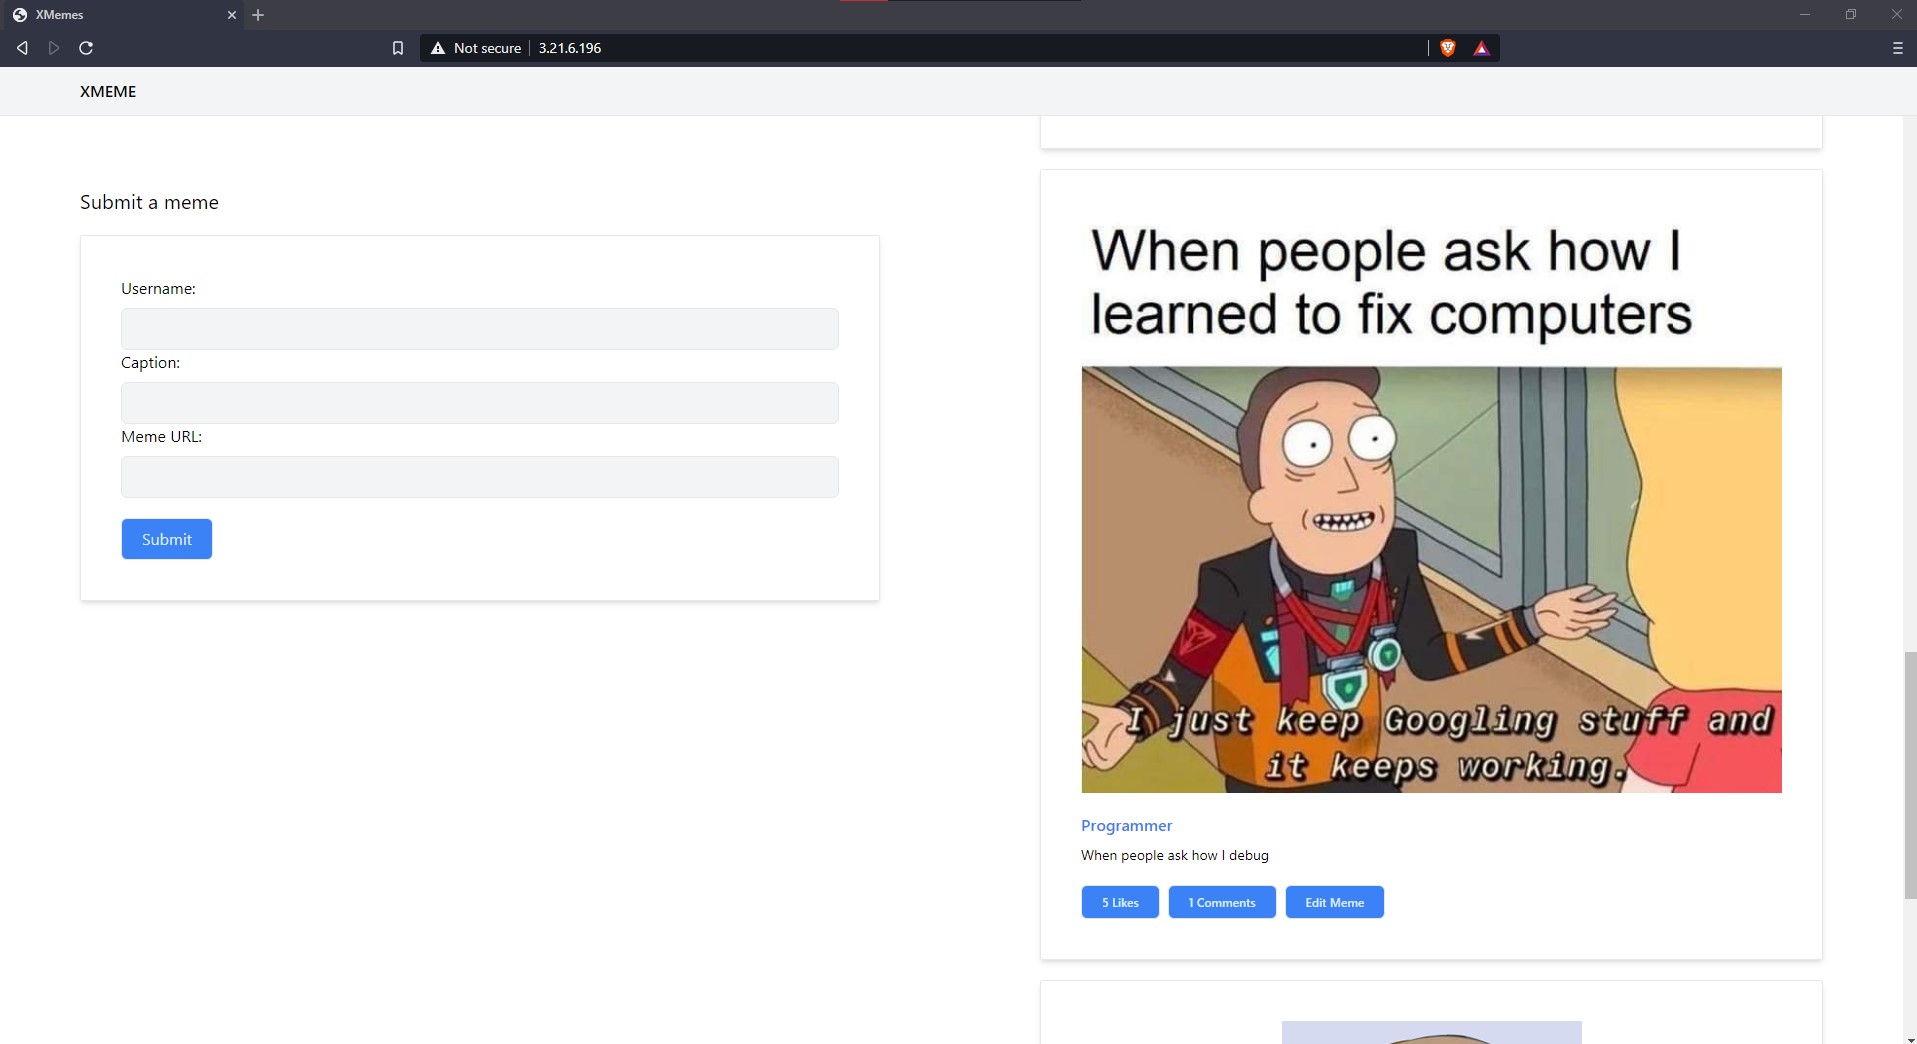 XMemes
Not secure
3.21.6.196
XMEME
Submit a meme
Username:
Caption:
Meme URL:
Submit
When people ask how I
learned to fix computers
I just keep Googling stuff and
it keeps working.
Programmer
When people ask how I debug
5 Likes
1 Comments
Edit Meme